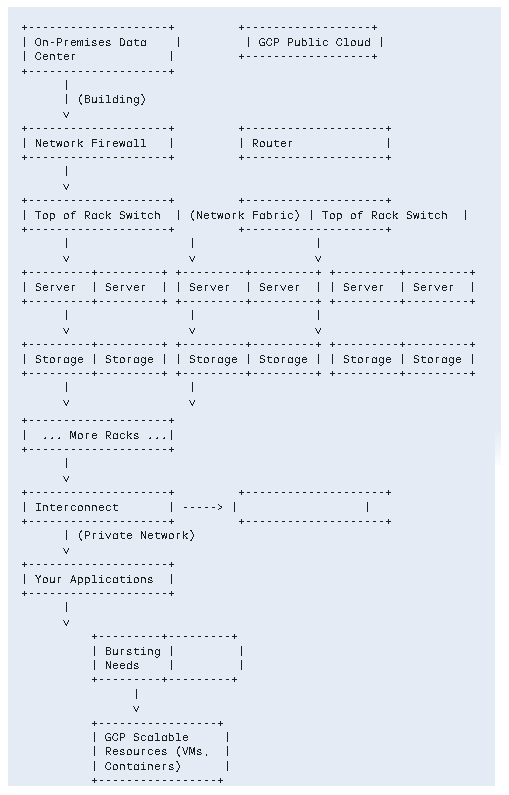 +-------------------+ +-----------------+
| On-Premises Data | | GCP Public Cloud |
| Center | +-----------------+
+-------------------+
|
| (Building)
v
+-------------------+ +-------------------+
| Network Firewall | | Router |
+-------------------+ +-------------------+
|
v
+-------------------+ +-------------------+
| Top of Rack Switch | (Network Fabric) | Top of Rack Switch |
+-------------------+ +-------------------+
| | |
v v v
+---------+---------+ +---------+---------+ +---------+---------+
| Server | Server | | Server | Server | | Server | Server |
+---------+---------+ +---------+---------+ +---------+---------+
| | |
v v v
+---------+---------+ +---------+---------+ +---------+---------+
| Storage | Storage | | Storage | Storage | | Storage | Storage |
+---------+---------+ +---------+---------+ +---------+---------+
| |
v v
+-------------------+
| ... More Racks ...|
+-------------------+
|
v
+-------------------+ +-------------------+
| Interconnect | -----> | |
+-------------------+ +-------------------+
| (Private Network)
v
+-------------------+
| Your Applications |
+-------------------+
|
v
+---------+---------+
| Bursting | |
| Needs | |
+---------+---------+
|
v
+-----------------+
| GCP Scalable |
| Resources (VMs, |
| Containers) |
+-----------------+